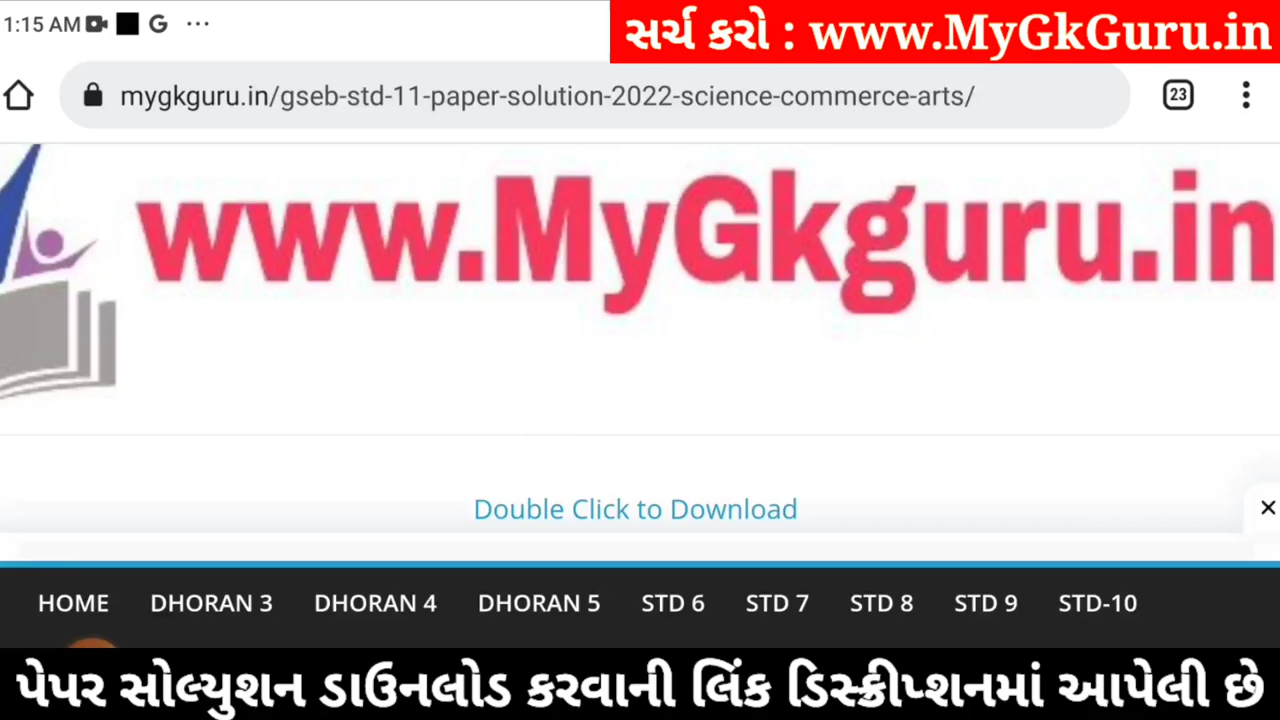 1:15 AM G ...
સર્ચ કરો : www.MyGkGuru.in
mygkguru.in/gseb-std-11-paper-solution-2022-science-commerce-arts/
23
www.MyGkguru.in
Double Click to Download
×
HOME DHORAN 3 DHORAN 4 DHORAN 5 STD 6 STD 7 STD 8 STD 9 STD-10
પેપર સોલ્યુશન ડાઉનલોડ કરવાની લિંક ડિસ્ક્રીપ્શનમાં આપેલી છે